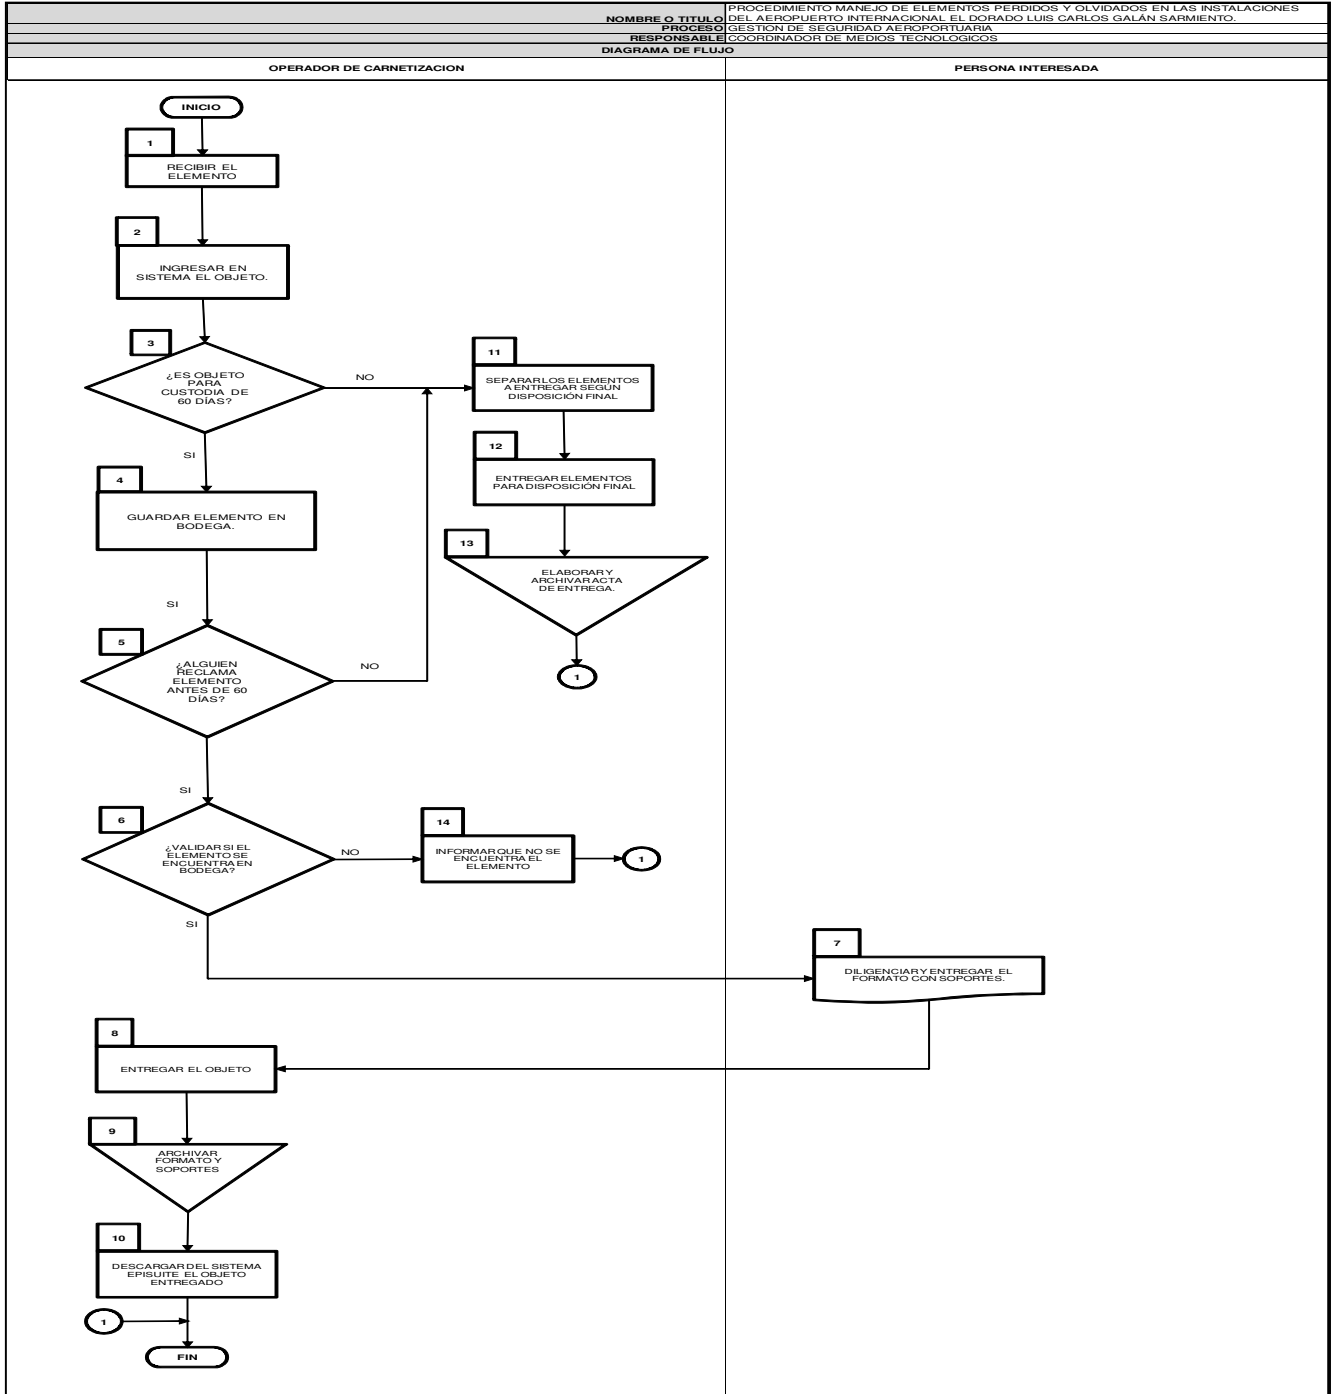 NOMBRE O TITULO
PROCEDIMIENTO MANEJO DE ELEMENTOS PERDIDOS Y OLVIDADOS EN LAS INSTALACIONES
DEL AEROPUERTO INTERNACIONAL EL DORADO LUIS CARLOS GALÁN SARMIENTO.
PROCESO GESTION DE SEGURIDAD AEROPORTUARIA
RESPONSABLE COORDINADOR DE MEDIOS TECNOLOGICOS
DIAGRAMA DE FLUJO
OPERADOR DE CARNETIZACION
PERSONA INTERESADA
INICIO
1
RECIBIR EL
ELEMENTO
2
INGRESAR EN
SISTEMA EL OBJETO.
3
¿ES OBJETO
PARA
CUSTODIA DE
60 DÍAS?
NO
SI
11
SEPARAR LOS ELEMENTOS
A ENTREGAR SEGÚN
DISPOSICIÓN FINAL
12
ENTREGAR ELEMENTOS
PARA DISPOSICIÓN FINAL
13
ELABORAR Y
ARCHIVAR ACTA
DE ENTREGA.
1
4
GUARDAR ELEMENTO EN
BODEGA.
SI
5
¿ALGUIEN
RECLAMA
ELEMENTO
ANTES DE 60
DÍAS?
NO
SI
6
¿VALIDAR SI EL
ELEMENTO SE
ENCUENTRA EN
BODEGA?
NO
14
INFORMAR QUE NO SE
ENCUENTRA EL
ELEMENTO
1
SI
7
DILIGENCIAR Y ENTREGAR EL
FORMATO CON SOPORTES.
8
ENTREGAR EL OBJETO
9
ARCHIVAR
FORMATO Y
SOPORTES
10
DESCARGAR DEL SISTEMA
EPISUITE EL OBJETO
ENTREGADO
1
FIN